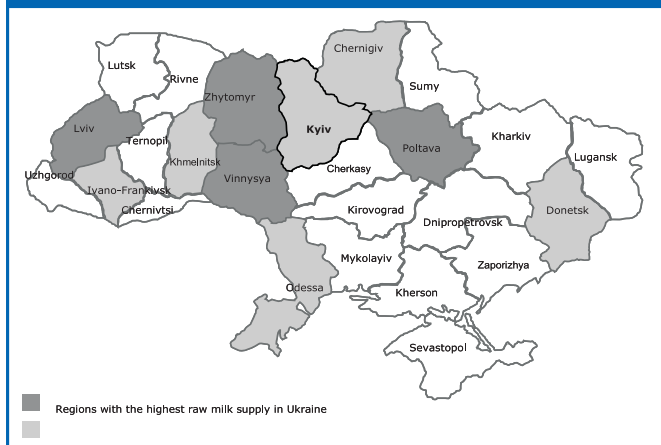 Chernigiv
Lutsk
Rivne
Sumy
Zhytomyr
Lviv
Kyiv
Kharkiv
Ternopil
Poltava
Lugansk
Khmelnitsk
Cherkasy
Uzhgorod
Vinnysya
Ivano-Frankivsk
Chernivtsi
Kirovograd
Donetsk
Dnipropetrovsk
Mykolayiv
Zaporizhya
Odessa
Kherson
Sevastopol
Regions with the highest raw milk supply in Ukraine